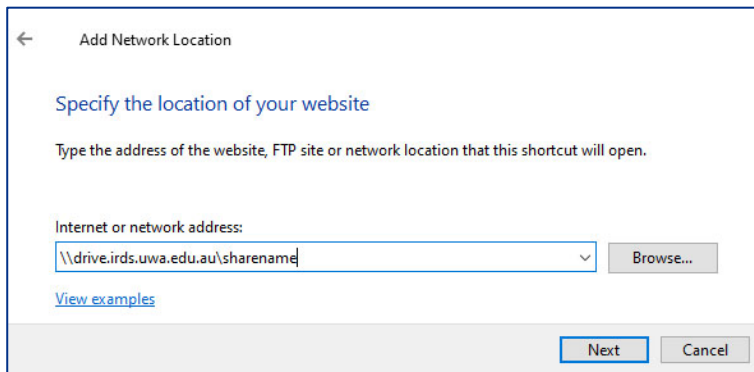 Add Network Location
Specify the location of your website
Type the address of the website, FTP site or network location that this shortcut will open.
Internet or network address:
\\drive.irds.uwa.edu.au\sharename
Browse...
View examples
Next
Cancel